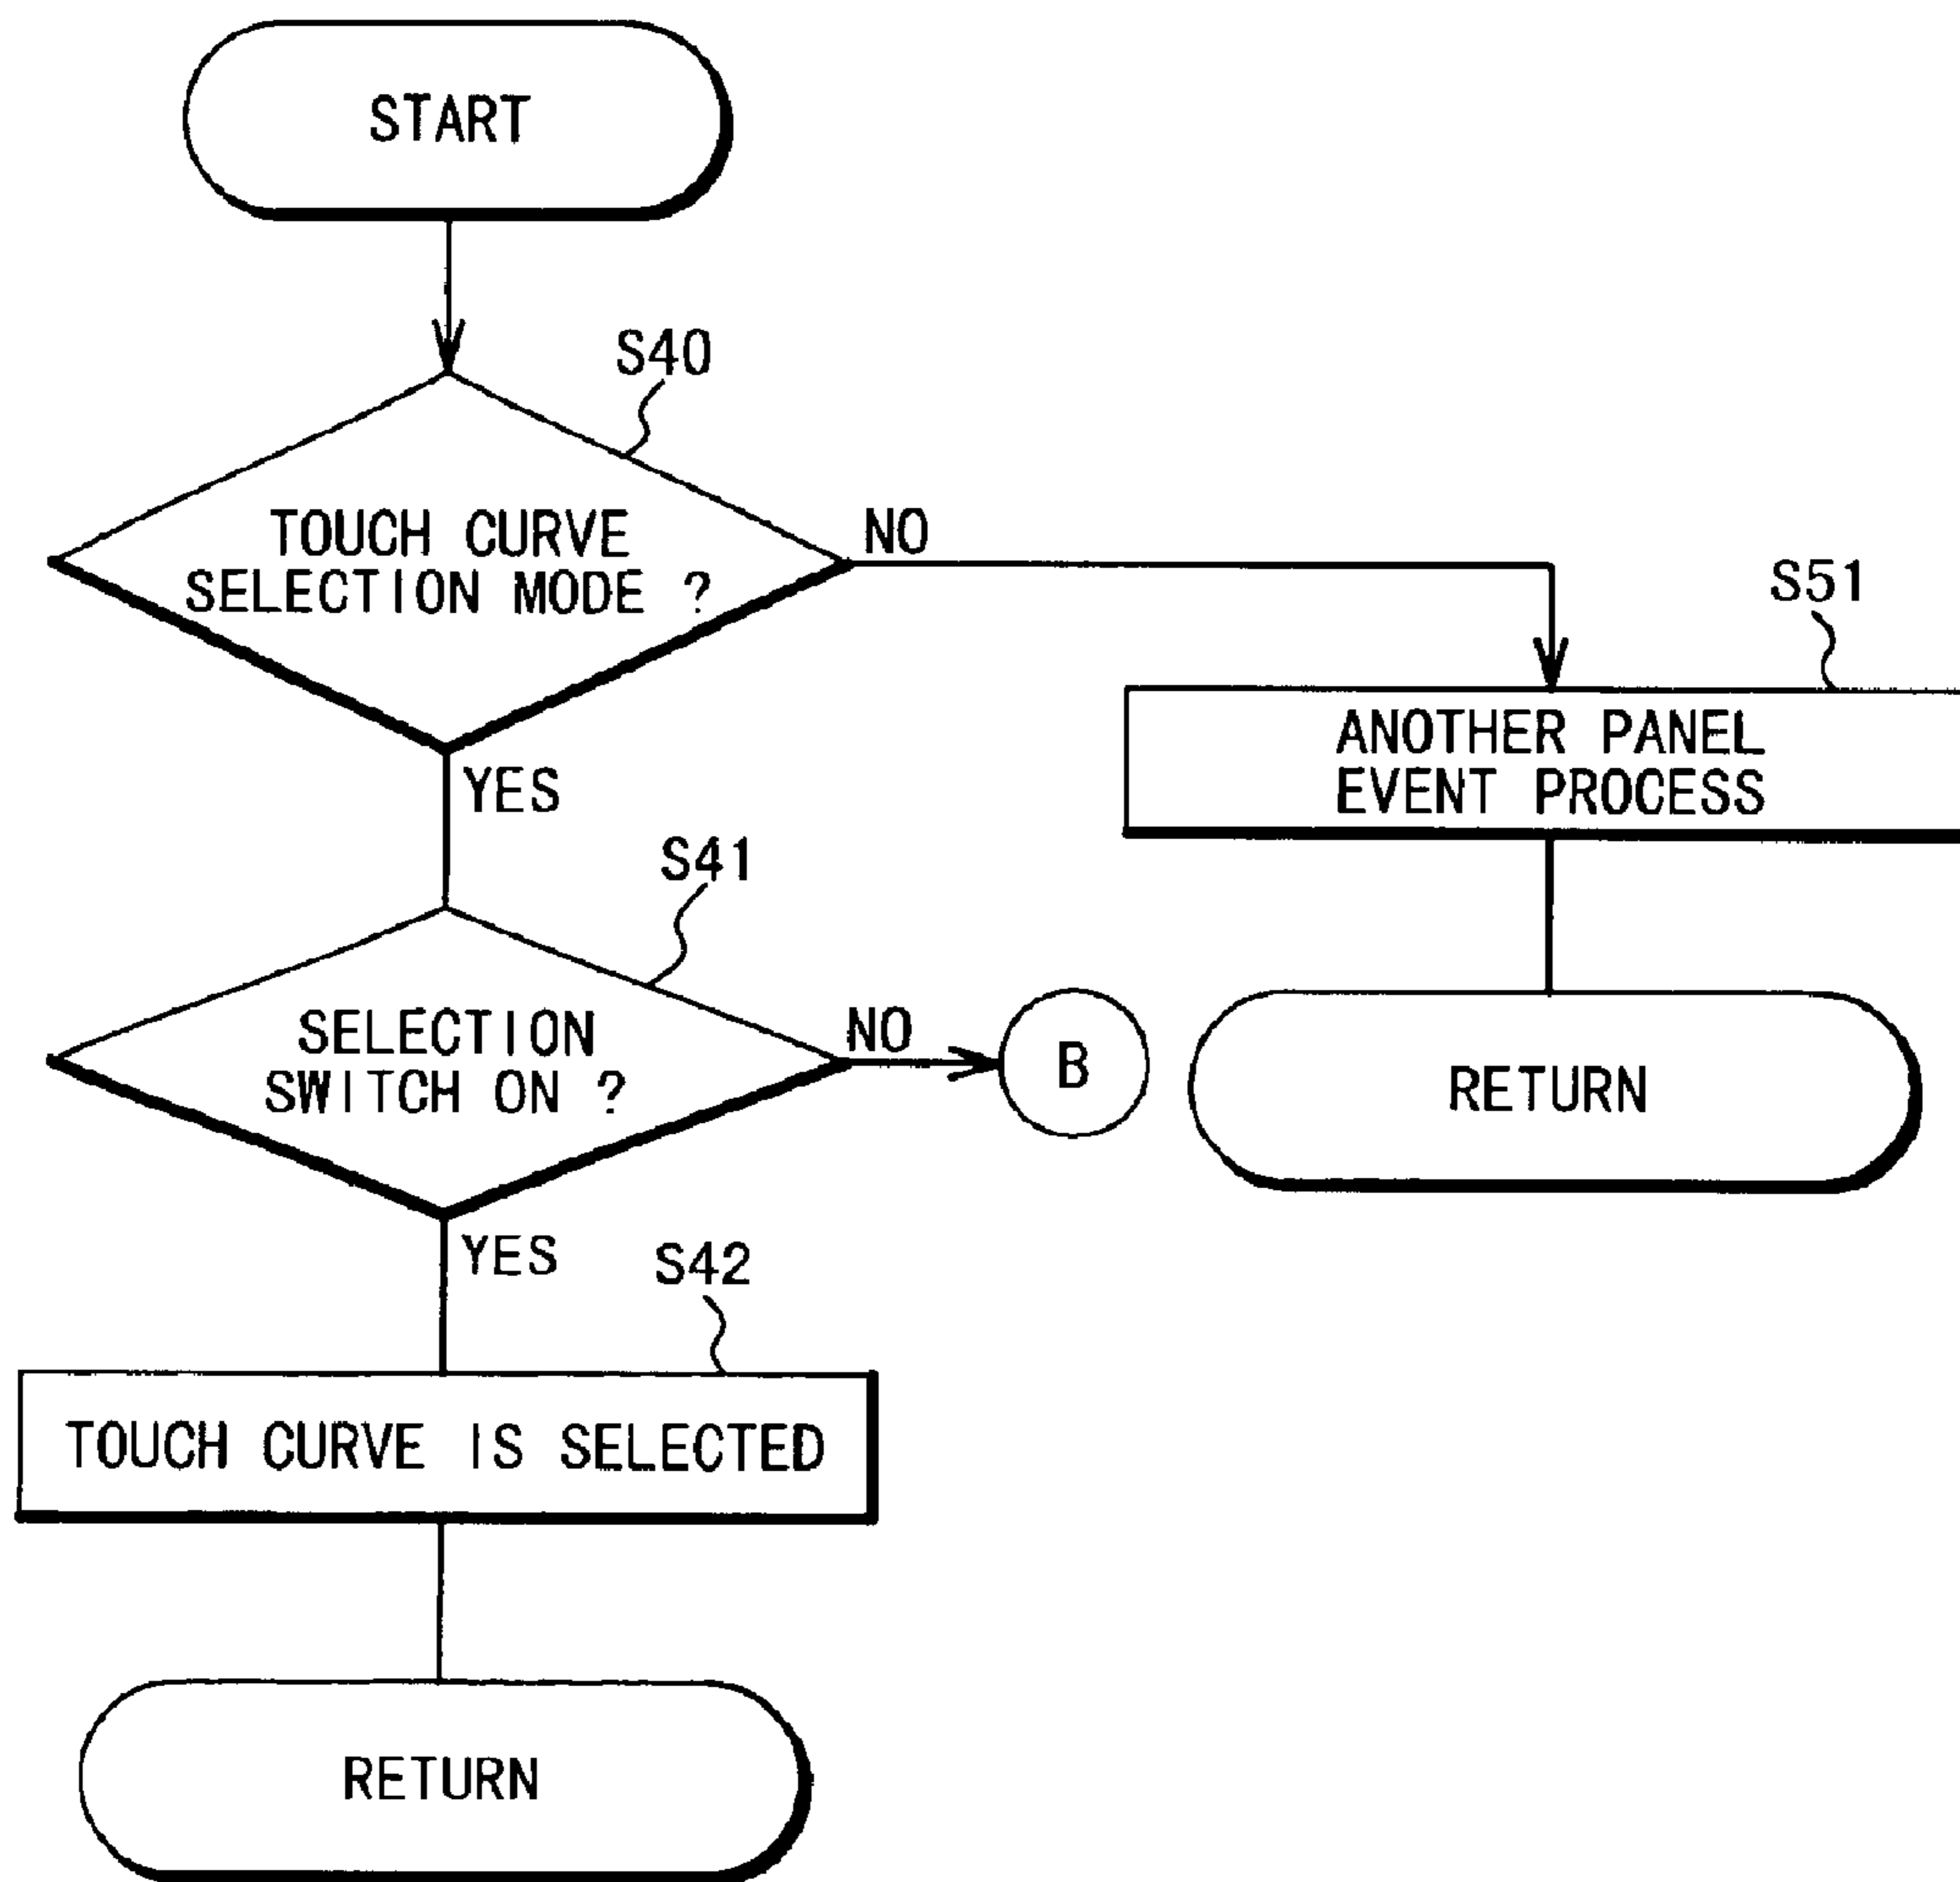 START
S40
TOUCH CURVE
SELECTION MODE ?
NO
YES
S51
ANOTHER PANEL
EVENT PROCESS
RETURN
S41
SELECTION
SWITCH ON ?
NO
B
YES
S42
TOUCH CURVE IS SELECTED
RETURN